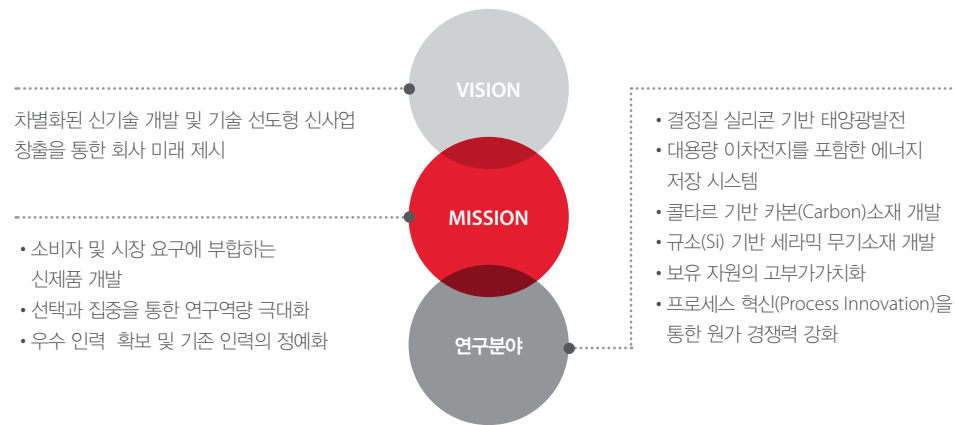 VISION
차별화된 신기술 개발 및 기술 선도형 신사업
창출을 통한 회사 미래 제시
MISSION
• 소비자 및 시장 요구에 부합하는
신제품 개발
• 선택과 집중을 통한 연구역량 극대화
• 우수 인력 확보 및 기존 인력의 정예화
연구분야
• 결정질 실리콘 기반 태양광발전
• 대용량 이차전지를 포함한 에너지
저장 시스템
• 콜타르 기반 카본(Carbon)소재 개발
• 규소(Si) 기반 세라믹 무기소재 개발
• 보유 자원의 고부가가치화
• 프로세스 혁신(Process Innovation)을
통한 원가 경쟁력 강화